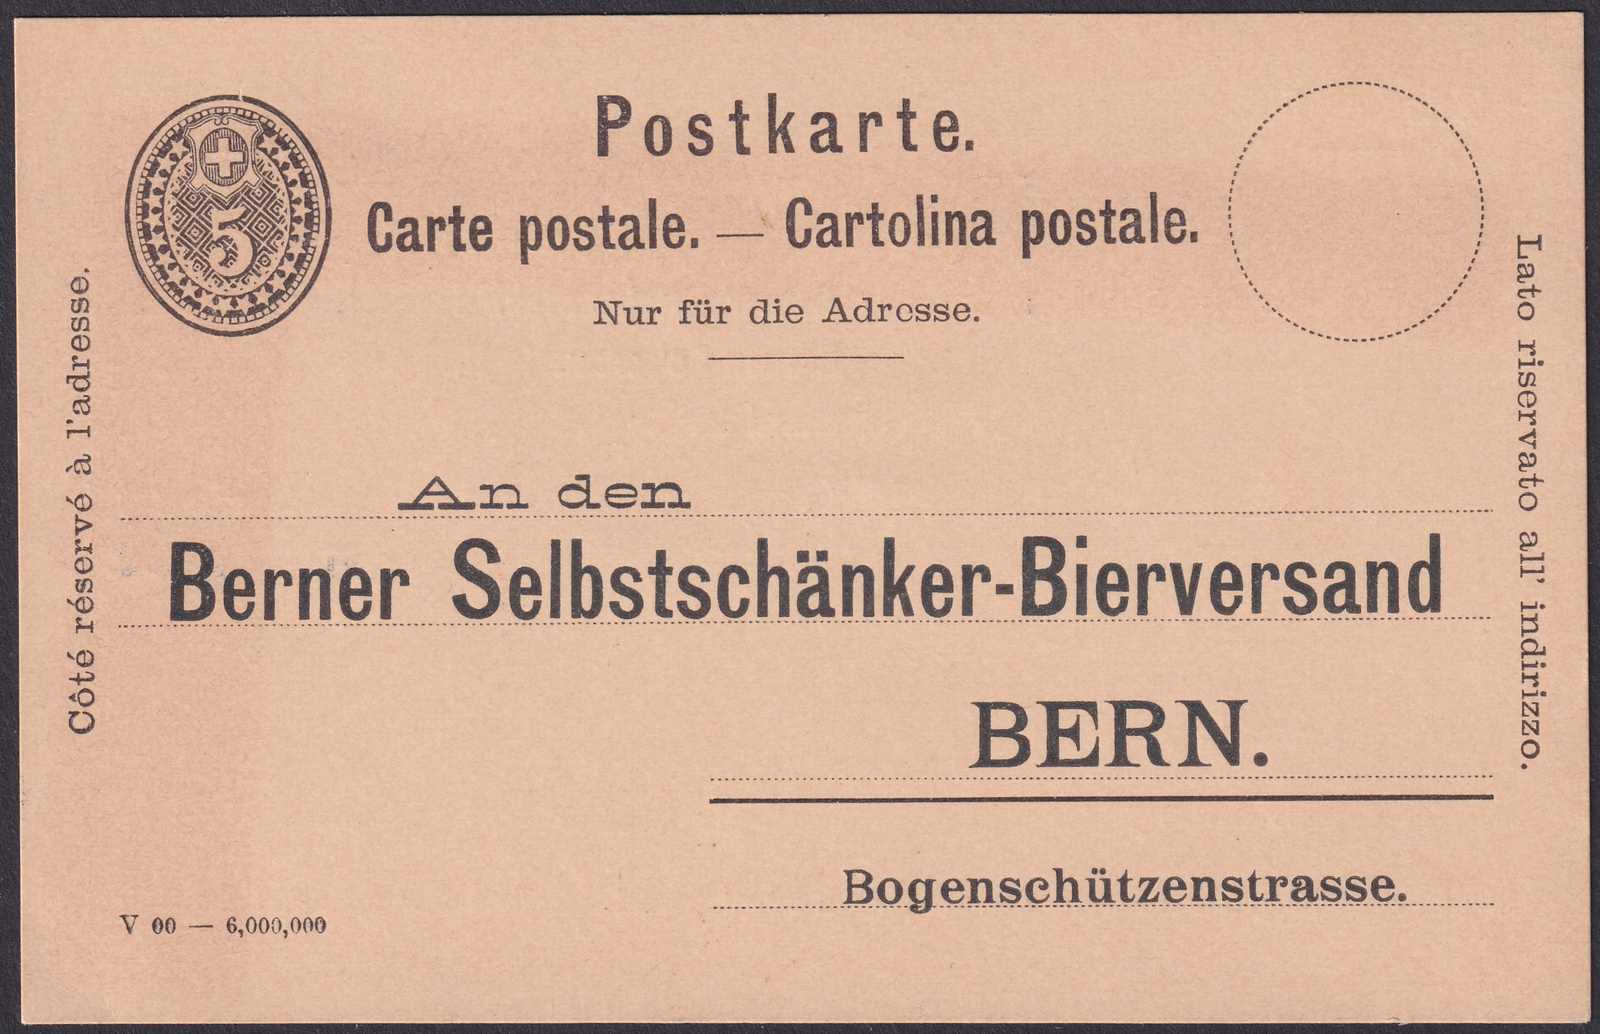 5
Postkarte.
Carte postale. — Cartolina postale.
Nur für die Adresse.
Côté réservé à l'adresse.
Lato riservato all' indirizzo.
An den
Berner Selbstschänker-Bierversand
BERN.
Bogenschützenstrasse.
V 00 — 6,000,000